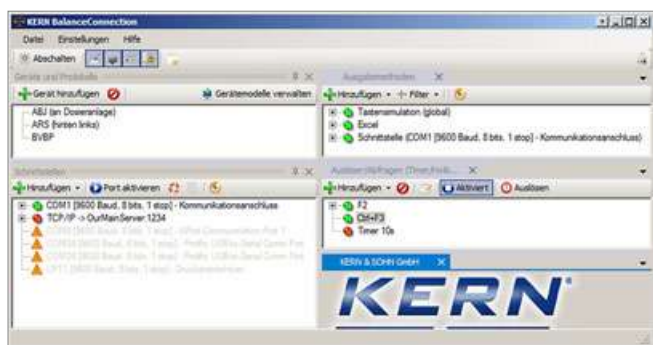 KERN BalanceConnection
Datei Einstellungen Hilfe
Abschalten
Geräte und Protokolle
Gerät hinzufügen Gerätemodelle verwalten
ABJ (an Dosieranlage)
ARS (hinten links)
BVBP
Ausgabemethoden
Hinzufügen Filter
Tastensimulation (global)
Excel
Schnittstelle (COM1 [9600 Baud, 8 bits, 1 stop] - Kommunikationsanschluss)
Schnittstellen
Hinzufügen Port aktivieren
COM1 [9600 Baud, 8 bits, 1 stop] - Kommunikationsanschluss
TCP/IP -> OurMainServer:1234
Hinzufügen Aktiviert Auslösen
F2
Ctrl+F3
Timer 10s
KERN & SOHN GmbH
KERN